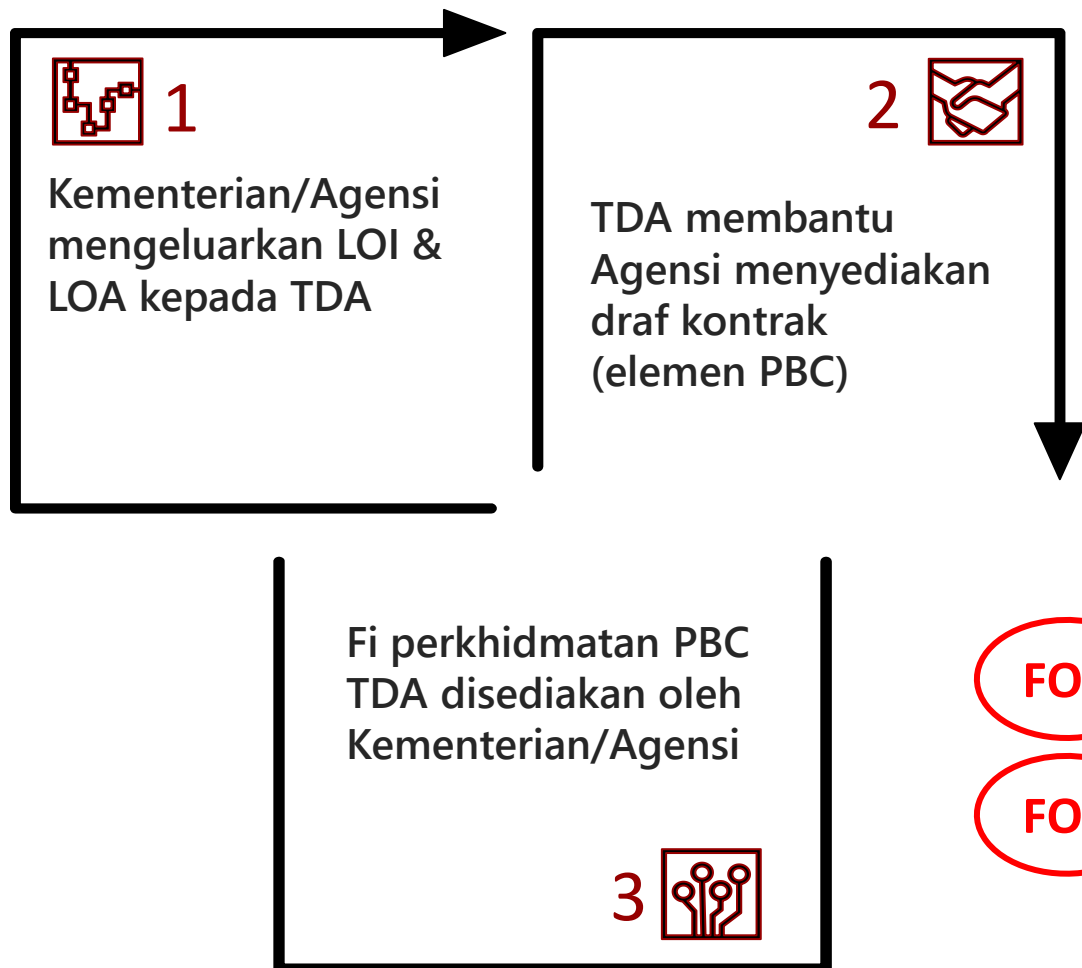 1
Kementerian/Agensi
mengeluarkan LOI &
LOA kepada TDA
2
TDA membantu
Agensi menyediakan
draf kontrak
(elemen PBC)
Fi perkhidmatan PBC
TDA disediakan oleh
Kementerian/Agensi
3
FO
FO